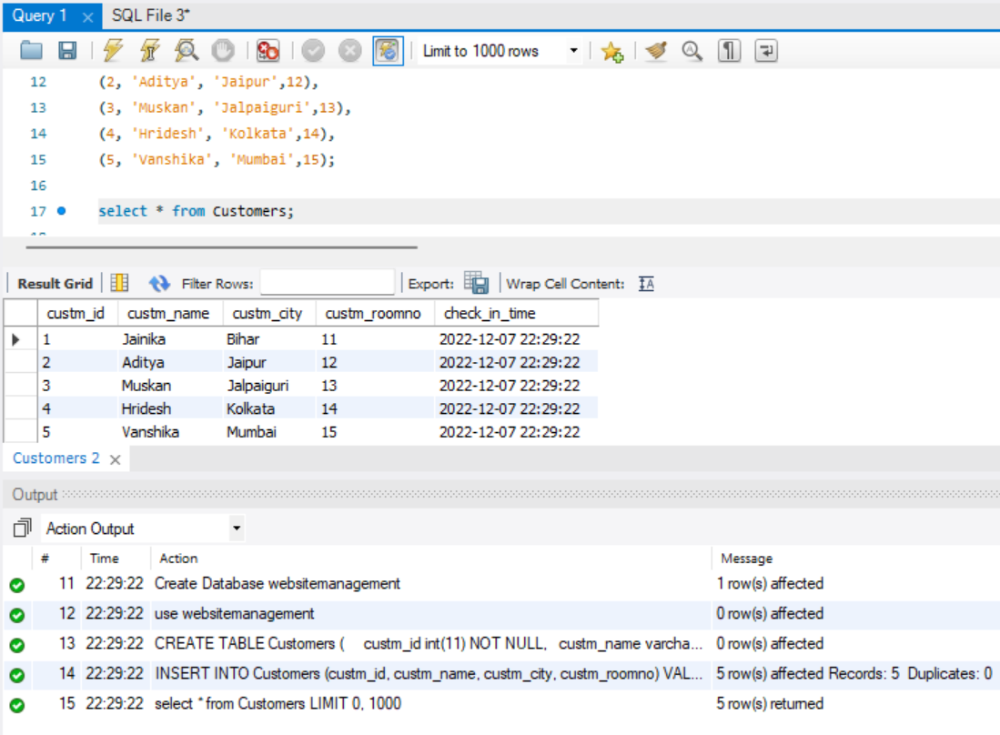 Query 1 SQL File 3*
Limit to 1000 rows
12 (2, 'Aditya', 'Jaipur',12),
13 (3, 'Muskan', 'Jalpaiguri',13),
14 (4, 'Hridesh', 'Kolkata',14),
15 (5, 'Vanshika', 'Mumbai',15);
16
17 select * from Customers;
Result Grid Filter Rows: Export: Wrap Cell Content: IA
custm_id custm_name custm_city custm_roomno check_in_time
1 Jainika Bihar 11 2022-12-07 22:29:22
2 Aditya Jaipur 12 2022-12-07 22:29:22
3 Muskan Jalpaiguri 13 2022-12-07 22:29:22
4 Hridesh Kolkata 14 2022-12-07 22:29:22
5 Vanshika Mumbai 15 2022-12-07 22:29:22
Customers 2
Output
Action Output
# Time Action Message
11 22:29:22 Create Database websitemanagement 1 row(s) affected
12 22:29:22 use websitemanagement 0 row(s) affected
13 22:29:22 CREATE TABLE Customers ( custm_id int(11) NOT NULL, custm_name varcha... 0 row(s) affected
14 22:29:22 INSERT INTO Customers (custm_id, custm_name, custm_city, custm_roomno) VAL... 5 row(s) affected Records: 5 Duplicates: 0
15 22:29:22 select * from Customers LIMIT 0, 1000 5 row(s) returned